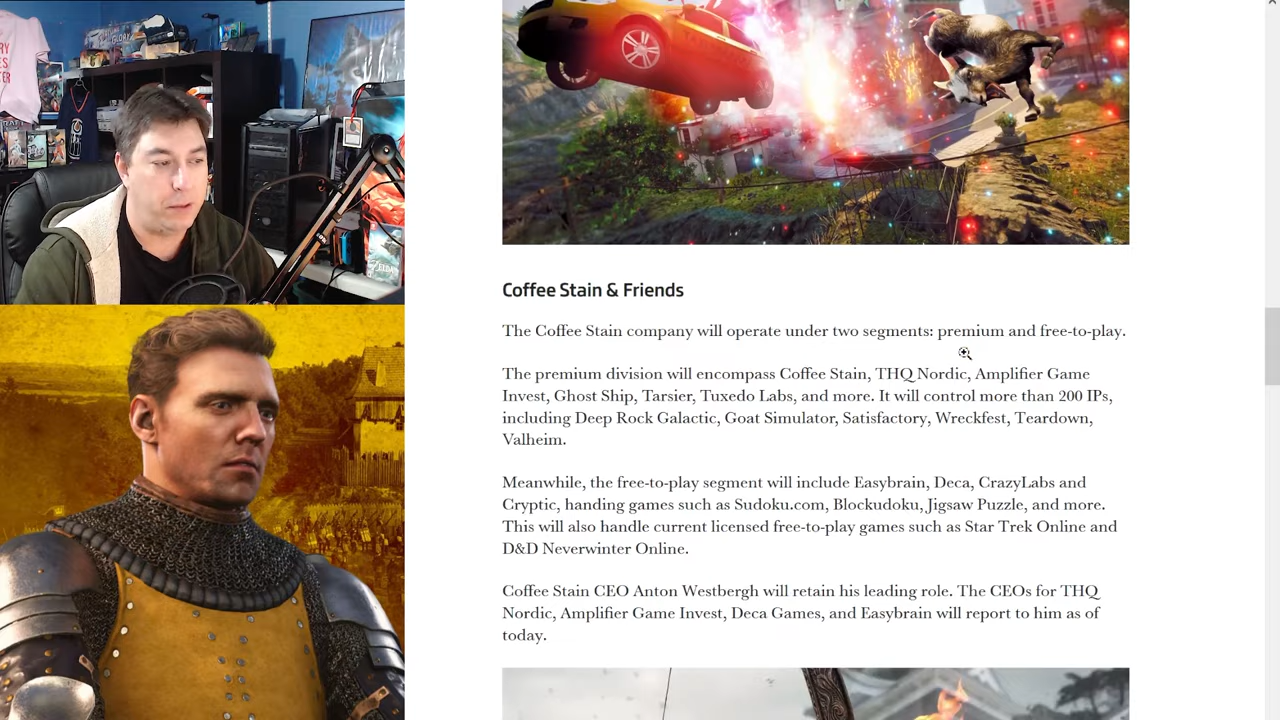 GLORY
Coffee Stain & Friends
The Coffee Stain company will operate under two segments: premium and free-to-play.
The premium division will encompass Coffee Stain, THQ Nordic, Amplifier Game
Invest, Ghost Ship, Tarsier, Tuxedo Labs, and more. It will control more than 200 IPs,
including Deep Rock Galactic, Goat Simulator, Satisfactory, Wreckfest, Teardown,
Valheim.
Meanwhile, the free-to-play segment will include Easybrain, Deca, CrazyLabs and
Cryptic, handing games such as Sudoku.com, Blockudoku, Jigsaw Puzzle, and more.
This will also handle current licensed free-to-play games such as Star Trek Online and
D&D Neverwinter Online.
Coffee Stain CEO Anton Westbergh will retain his leading role. The CEOs for THQ
Nordic, Amplifier Game Invest, Deca Games, and Easybrain will report to him as of
today.